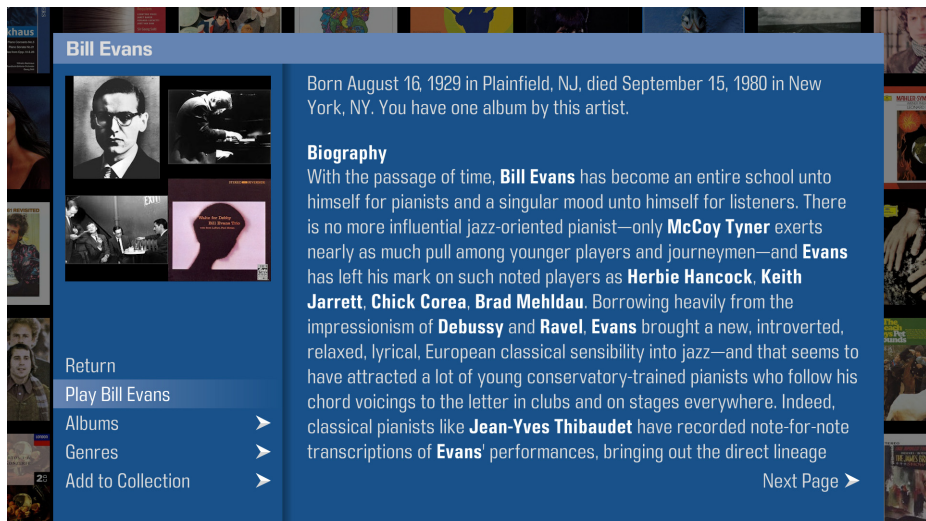 khaus
Bill Evans
Born August 16, 1929 in Plainfield, NJ, died September 15, 1980 in New
York, NY. You have one album by this artist.
Biography
With the passage of time, Bill Evans has become an entire school unto
himself for pianists and a singular mood unto himself for listeners. There
is no more influential jazz-oriented pianist—only McCoy Tyner exerts
nearly as much pull among younger players and journeymen—and Evans
has left his mark on such noted players as Herbie Hancock, Keith
Jarrett, Chick Corea, Brad Mehldau. Borrowing heavily from the
impressionism of Debussy and Ravel, Evans brought a new, introverted,
relaxed, lyrical, European classical sensibility into jazz—and that seems to
have attracted a lot of young conservatory-trained pianists who follow his
chord voicings to the letter in clubs and on stages everywhere. Indeed,
classical pianists like Jean-Yves Thibaudet have recorded note-for-note
transcriptions of Evans' performances, bringing out the direct lineage
Next Page
EXIT
Waltz for Debby
Bill Evans Trio
Return
Play Bill Evans
Albums
Genres
Add to Collection
MAHLER SYM
REVISITED